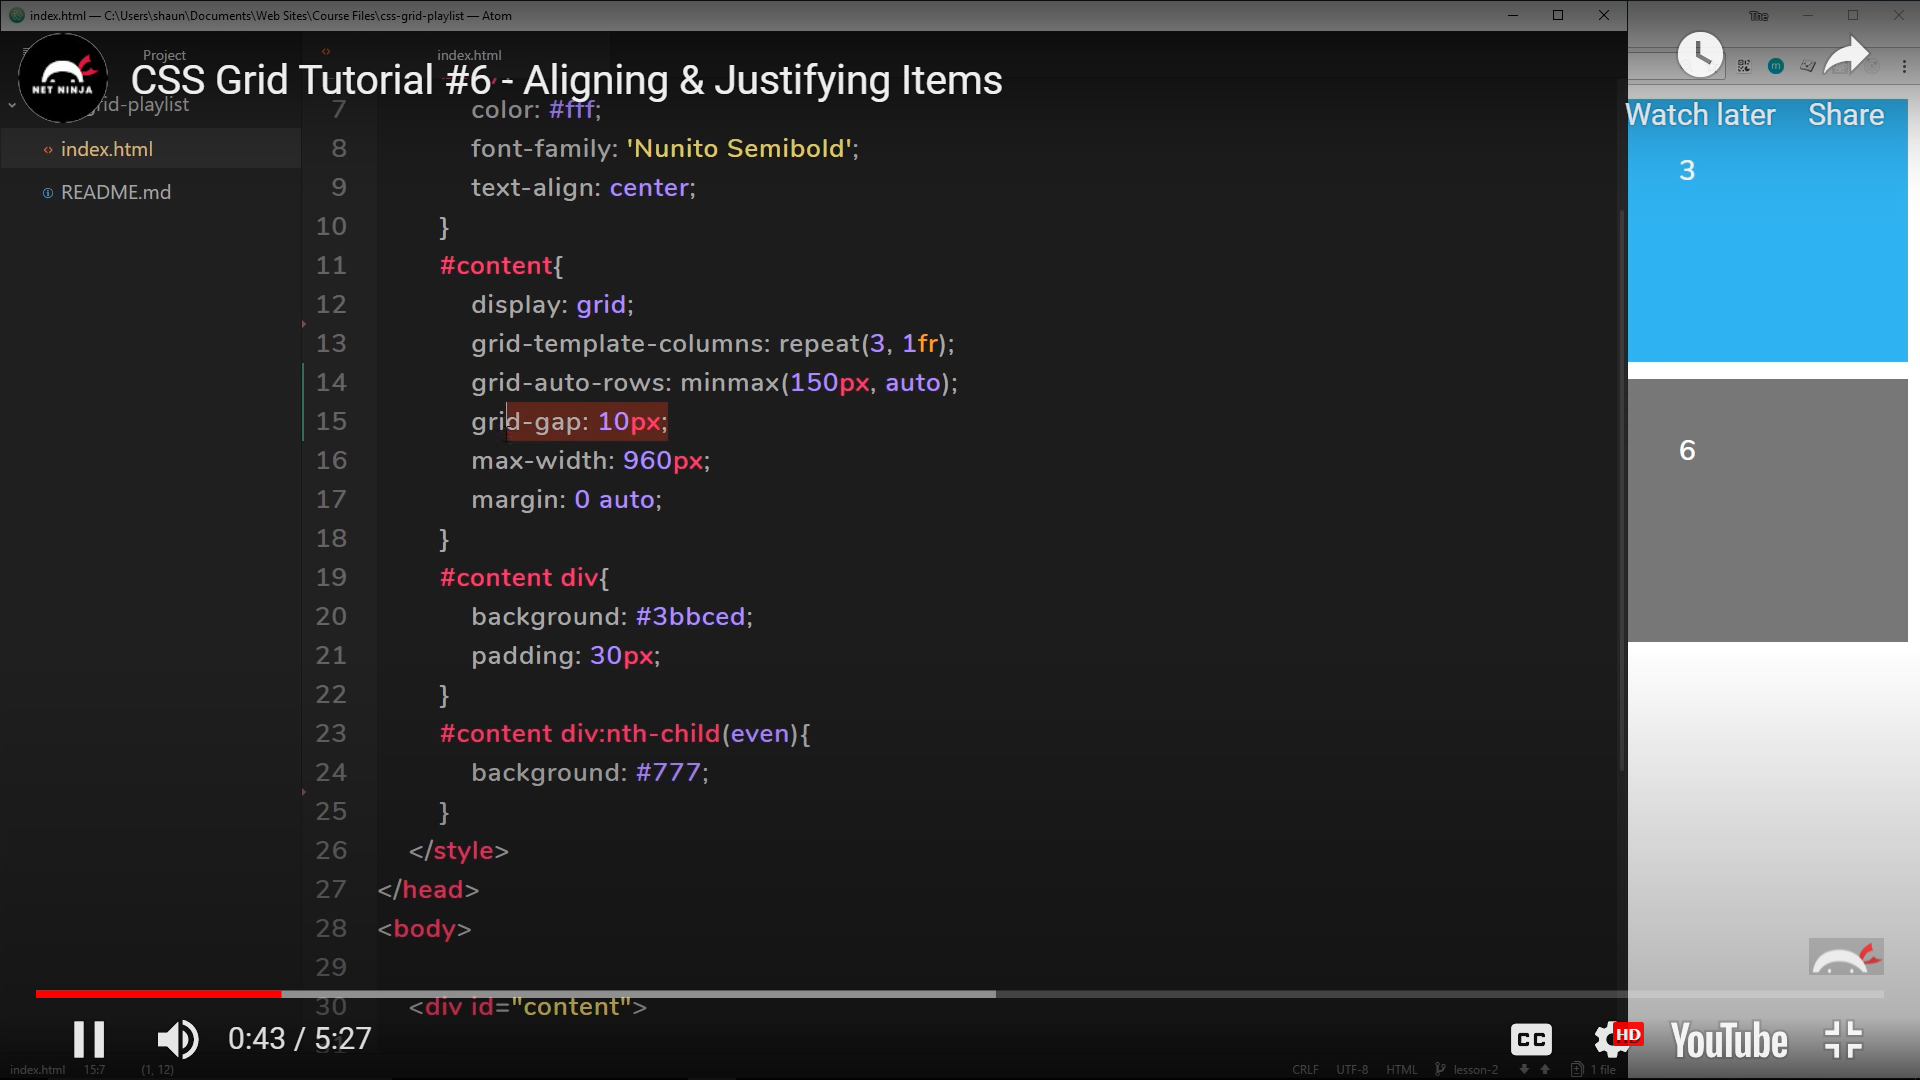 index.html — C:\Users\shaun\Documents\Web Sites\Course Files\css-grid-playlist — Atom
The
Project
index.html
NET NINJA
CSS Grid Tutorial #6 - Aligning & Justifying Items
Watch later
Share
rid-playlist
index.html
README.md
7 color: #fff;
8 font-family: 'Nunito Semibold';
9 text-align: center;
10 }
11 #content{
12 display: grid;
13 grid-template-columns: repeat(3, 1fr);
14 grid-auto-rows: minmax(150px, auto);
15 grid-gap: 10px;
16 max-width: 960px;
17 margin: 0 auto;
18 }
19 #content div{
20 background: #3bbced;
21 padding: 30px;
22 }
23 #content div:nth-child(even){
24 background: #777;
25 }
26 </style>
27 </head>
28 <body>
29
30 <div id="content">
3
6
m
0:43 / 5:27
CC
HD
YouTube
index.html 15:7 (1, 12)
CRLF UTF-8 HTML lesson-2 1 file